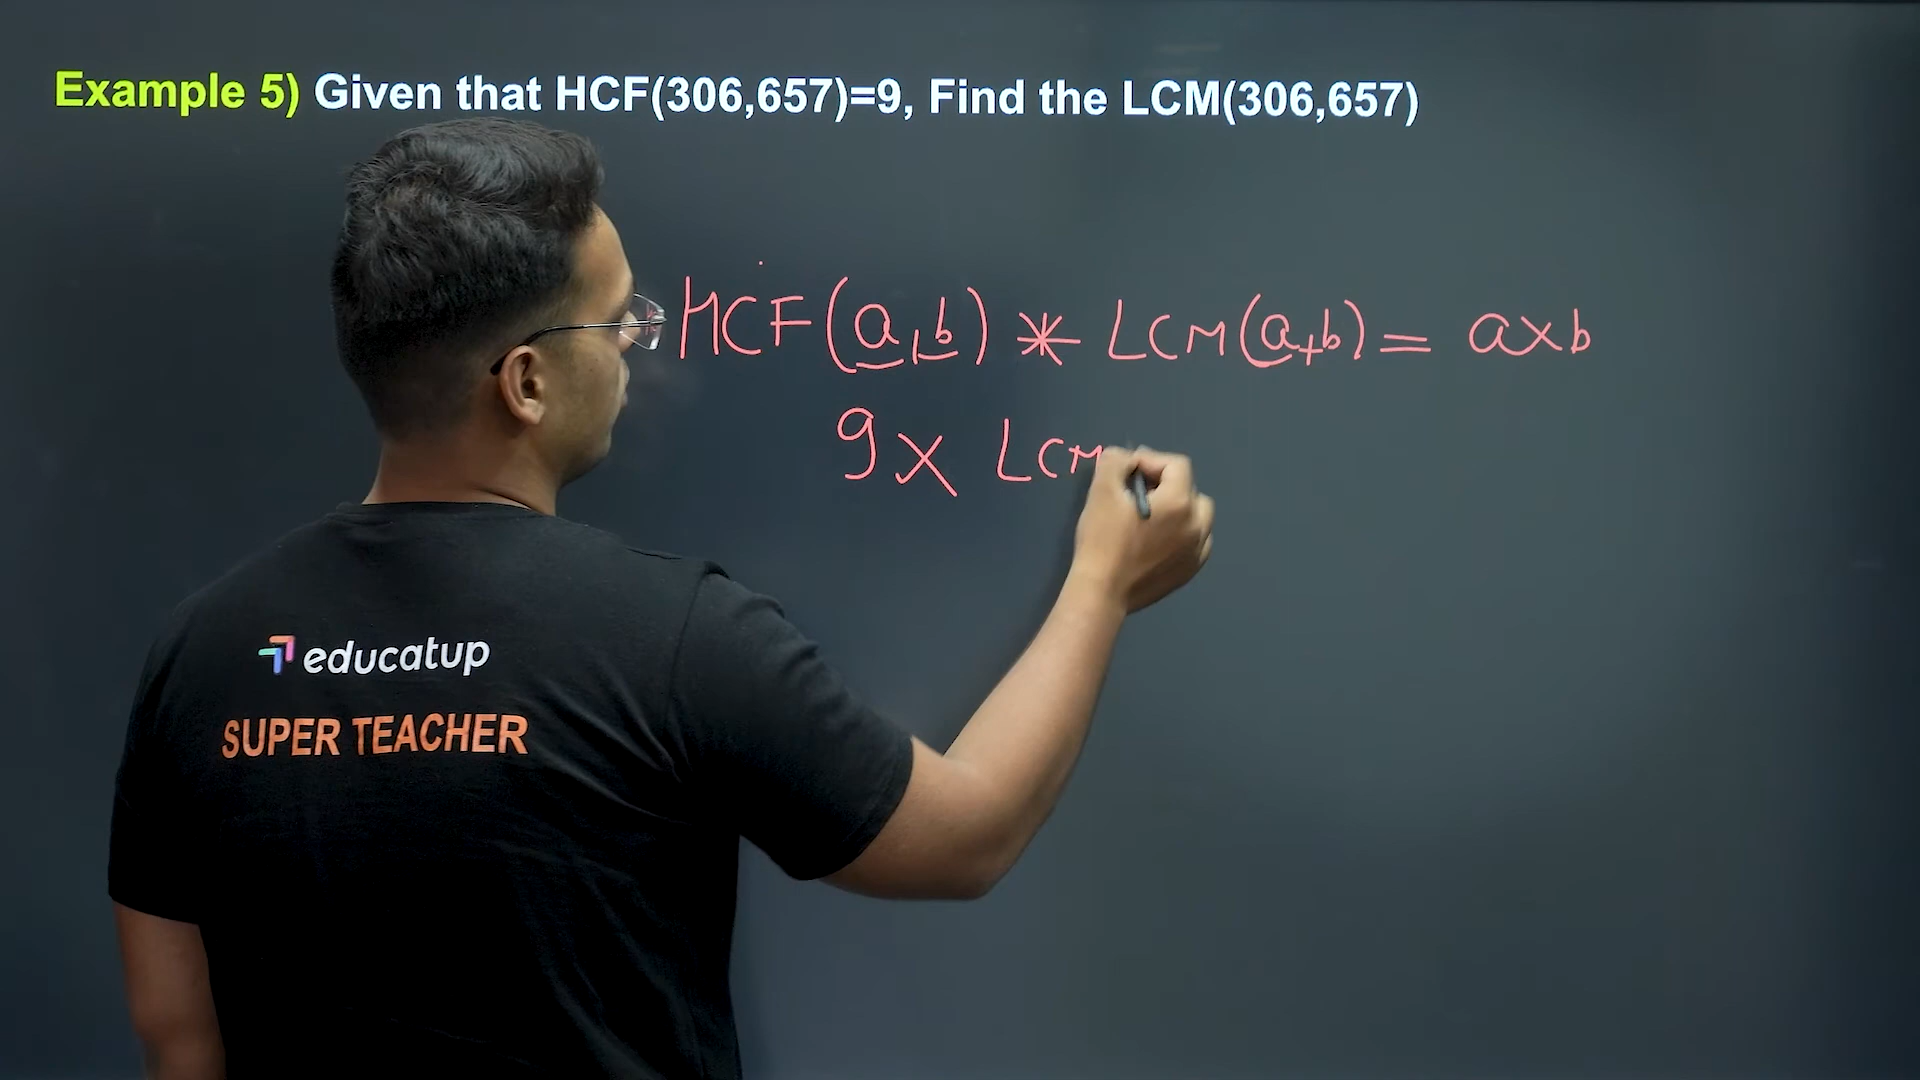 Example 5) Given that HCF(306,657)=9, Find the LCM(306,657)
HCF(a,b) * LCM(a,b) = a×b
9× LCM
educatup
SUPER TEACHER